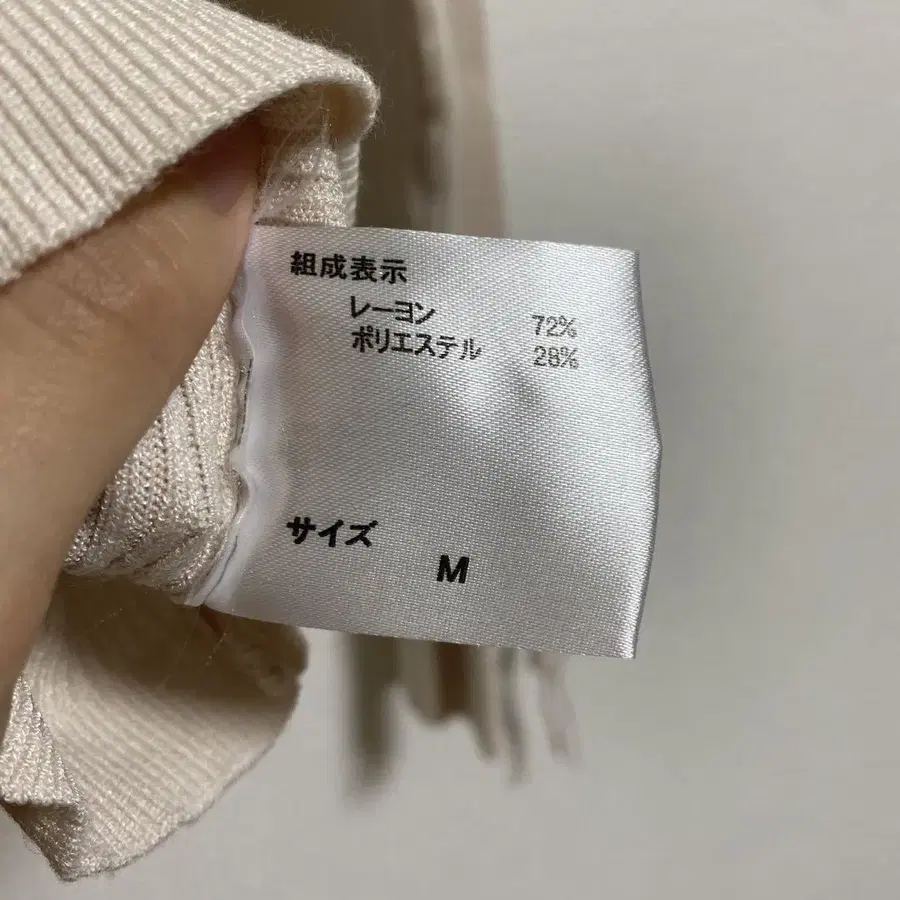 組成表示
レーヨン 72%
ポリエステル 28%
サイズ
M